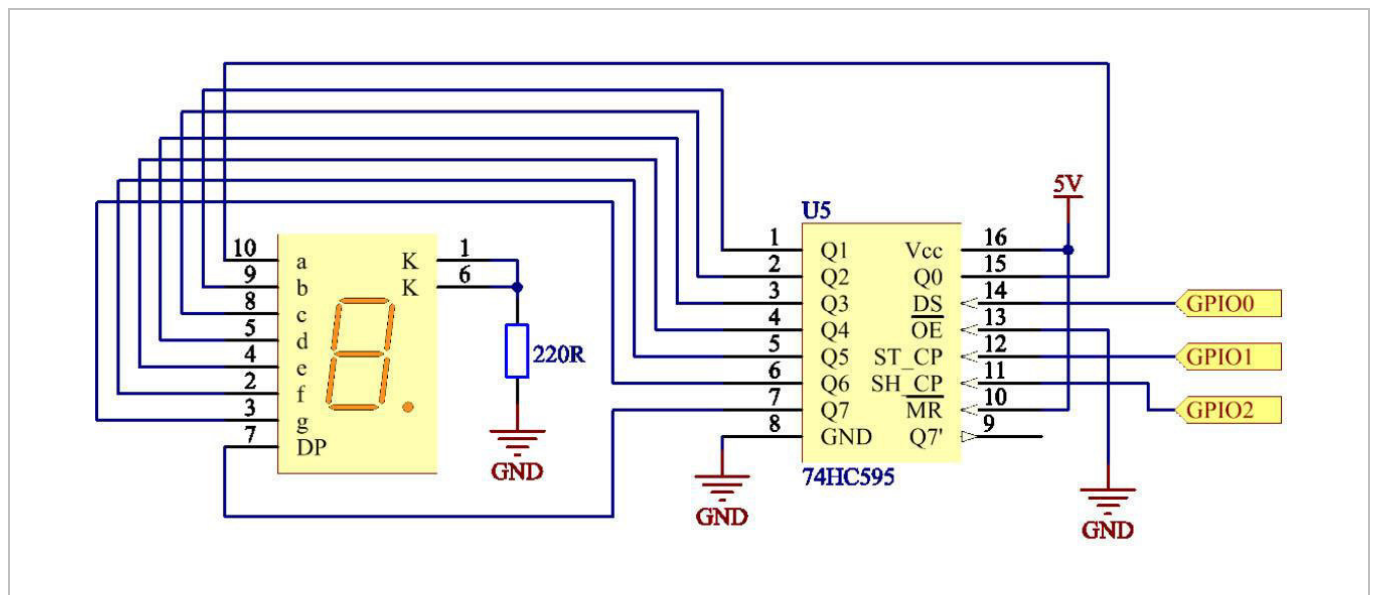 5V
U5
10 a K 1
9 b K 6
8 c
5 d
4 e
2 f
3 g
7 DP
220R
GND
1 Q1 Vcc 16
2 Q2 Q0 15
3 Q3 DS 14 GPIO0
4 Q4 OE 13
5 Q5 ST_CP 12 GPIO1
6 Q6 SH_CP 11
7 Q7 MR 10 GPIO2
8 GND Q7' 9
74HC595
GND
GND